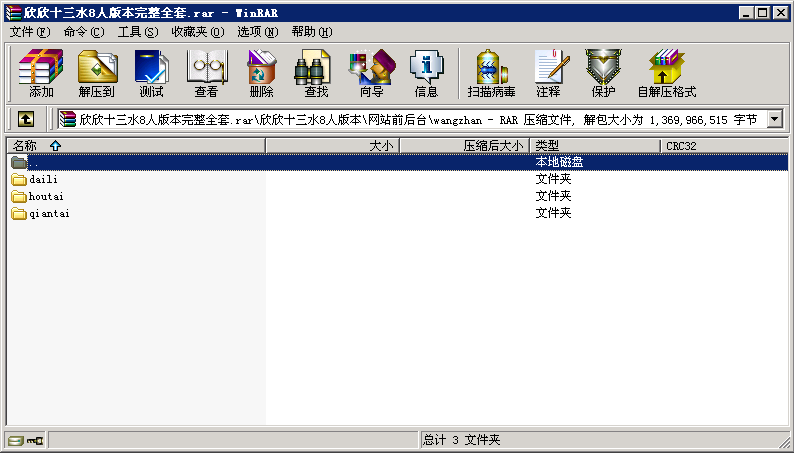 欣欣十三水8人版本完整全套.rar - WinRAR
文件(F) 命令(C) 工具(S) 收藏夹(O) 选项(N) 帮助(H)
添加 解压到 测试 查看 删除 查找 向导 信息 扫描病毒 注释 保护 自解压格式
欣欣十三水8人版本完整全套.rar\欣欣十三水8人版本\网站前后台\wangzhan - RAR 压缩文件, 解包大小为 1,369,966,515 字节
名称 大小 压缩后大小 类型 CRC32
.. 本地磁盘
daili 文件夹
houtai 文件夹
qiantai 文件夹
总计 3 文件夹